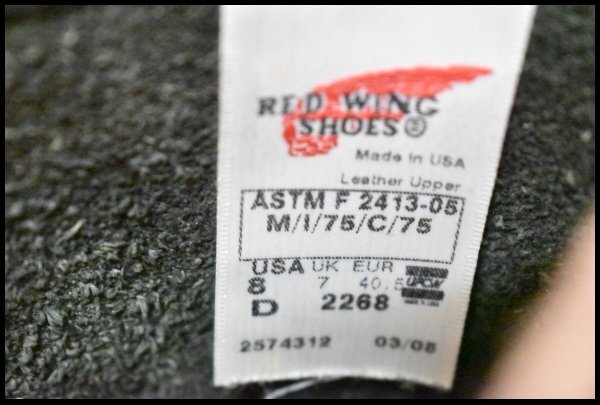 RED WING
SHOES®
Made in USA
Leather Upper
ASTM F 2413-05
M/I/75/C/75
USA UK EUR
8 7 40.5
D 2268
UPCW
2574312 03/08